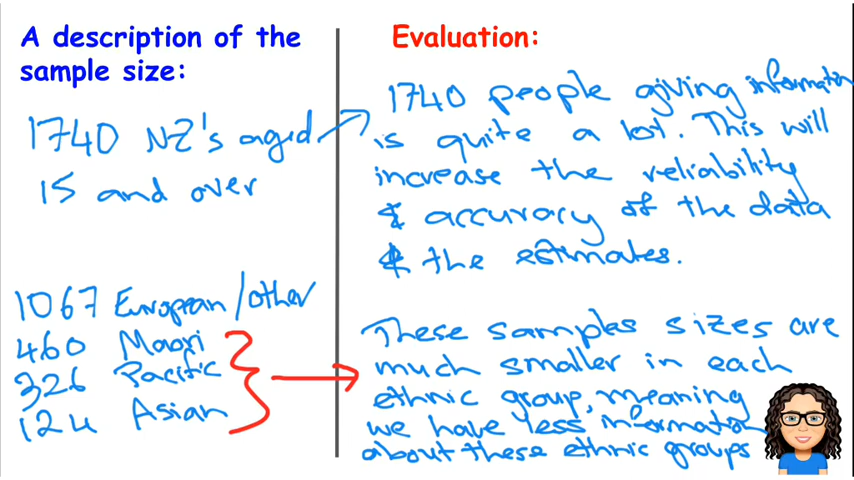 A description of the
sample size:
1740 NZ's aged
15 and over
1067 European/other
460 Maori
326 Pacific
124 Asian
Evaluation:
1740 people giving information
is quite a lot. This will
increase the reliability
& accuracy of the data
& the estimates.
These samples sizes are
much smaller in each
ethnic group, meaning
we have less information
about these ethnic groups